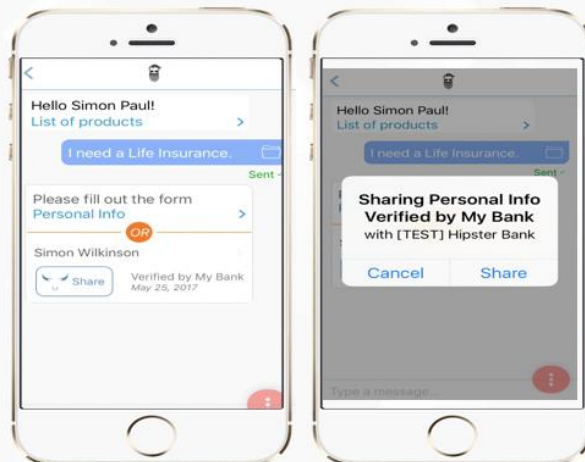 Hello Simon Paul!
List of products >
I need a Life Insurance.
Sent ✓
Please fill out the form
Personal Info >
OR
Simon Wilkinson
Share
Verified by My Bank
May 25, 2017
Hello Simon Paul!
List of products >
I need a Life Insurance.
Sent ✓
Sharing Personal Info
Verified by My Bank
with [TEST] Hipster Bank
Cancel Share
Type a message...